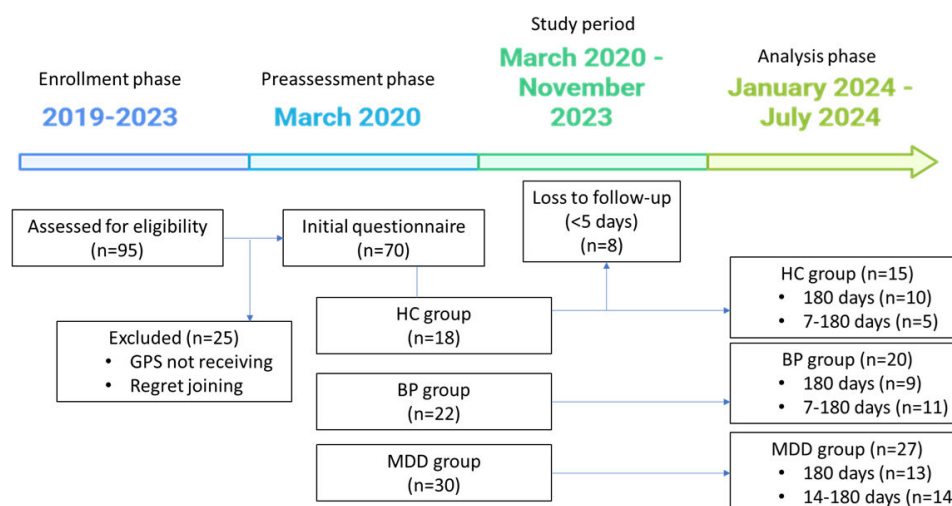 Enrollment phase
2019-2023
Preassessment phase
March 2020
Study period
March 2020 -
November
2023
Analysis phase
January 2024 -
July 2024
Assessed for eligibility
(n=95)
Initial questionnaire
(n=70)
Loss to follow-up
(<5 days)
(n=8)
Excluded (n=25)
• GPS not receiving
• Regret joining
HC group
(n=18)
HC group (n=15)
• 180 days (n=10)
• 7-180 days (n=5)
BP group
(n=22)
BP group (n=20)
• 180 days (n=9)
• 7-180 days (n=11)
MDD group
(n=30)
MDD group (n=27)
• 180 days (n=13)
• 14-180 days (n=14